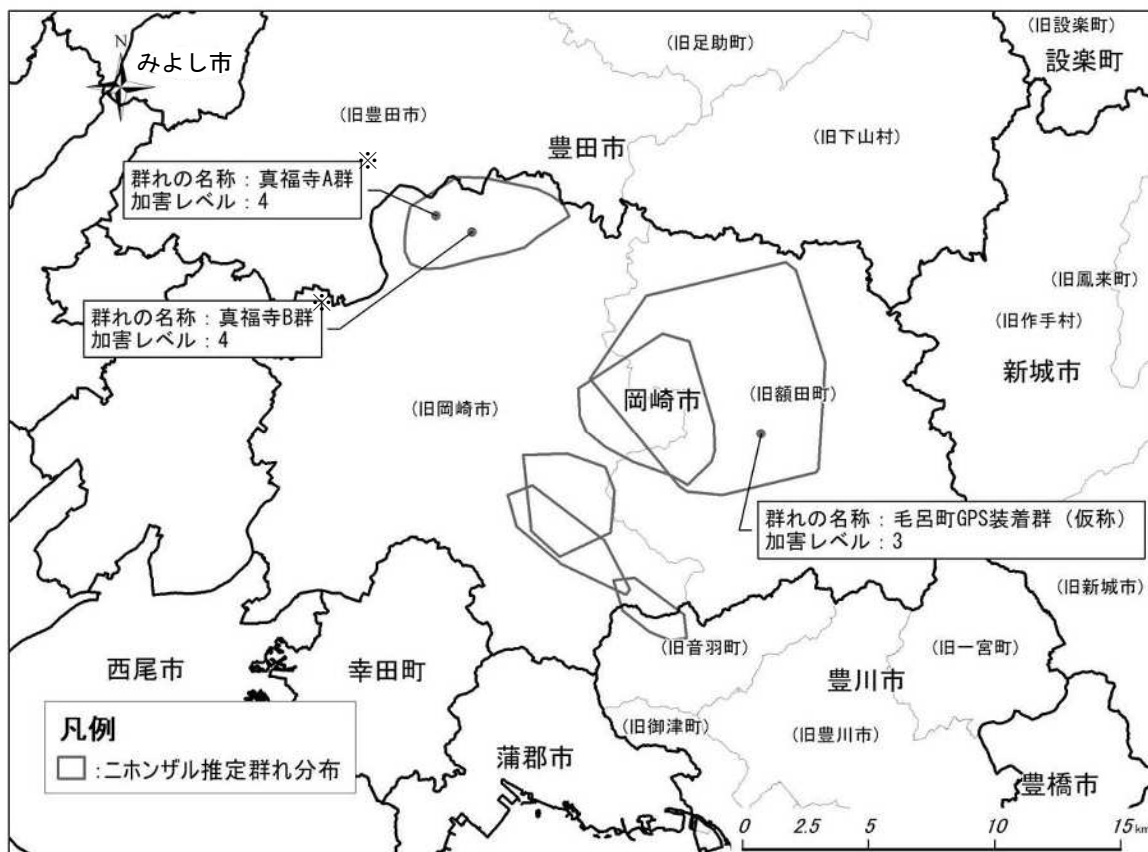 (旧足助町)
(旧設楽町)
設楽町
N
みよし市
(旧豊田市)
豊田市
(旧下山村)
※
群れの名称：真福寺A群
加害レベル：4
※
群れの名称：真福寺B群
加害レベル：4
(旧鳳来町)
(旧作手村)
新城市
(旧岡崎市)
岡崎市
(旧額田町)
群れの名称：毛呂町GPS装着群（仮称）
加害レベル：3
(旧新城市)
西尾市
幸田町
(旧音羽町)
(旧一宮町)
豊川市
(旧御津町)
(旧豊川市)
蒲郡市
豊橋市
凡例
:ニホンザル推定群れ分布
0 2.5 5 10 15 km